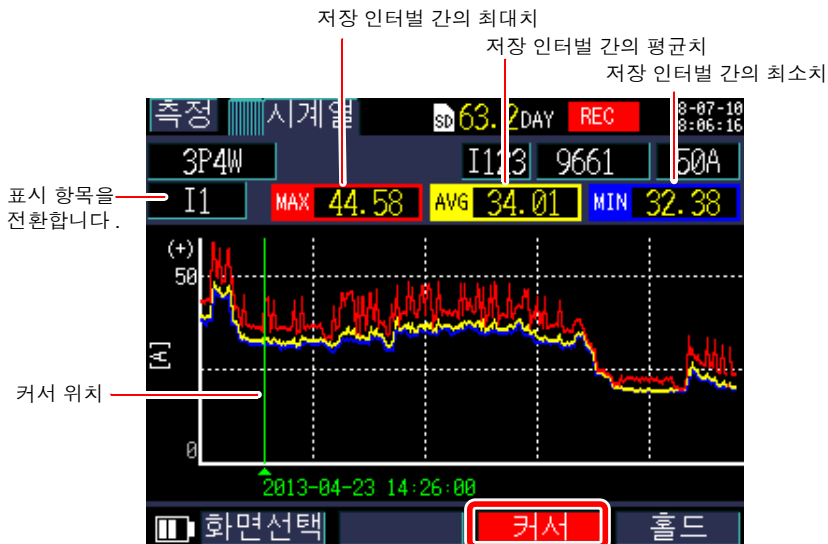 저장 인터벌 간의 최대치
저장 인터벌 간의 평균치
저장 인터벌 간의 최소치
측정 시계열 SD 63.2DAY REC 8-07-10
8:06:16
3P4W I123 9661 50A
표시 항목을
전환합니다.
I1 MAX 44.58 AVG 34.01 MIN 32.38
(+)
50
[A]
커서 위치
0
2013-04-23 14:26:00
화면선택 커서 홀드